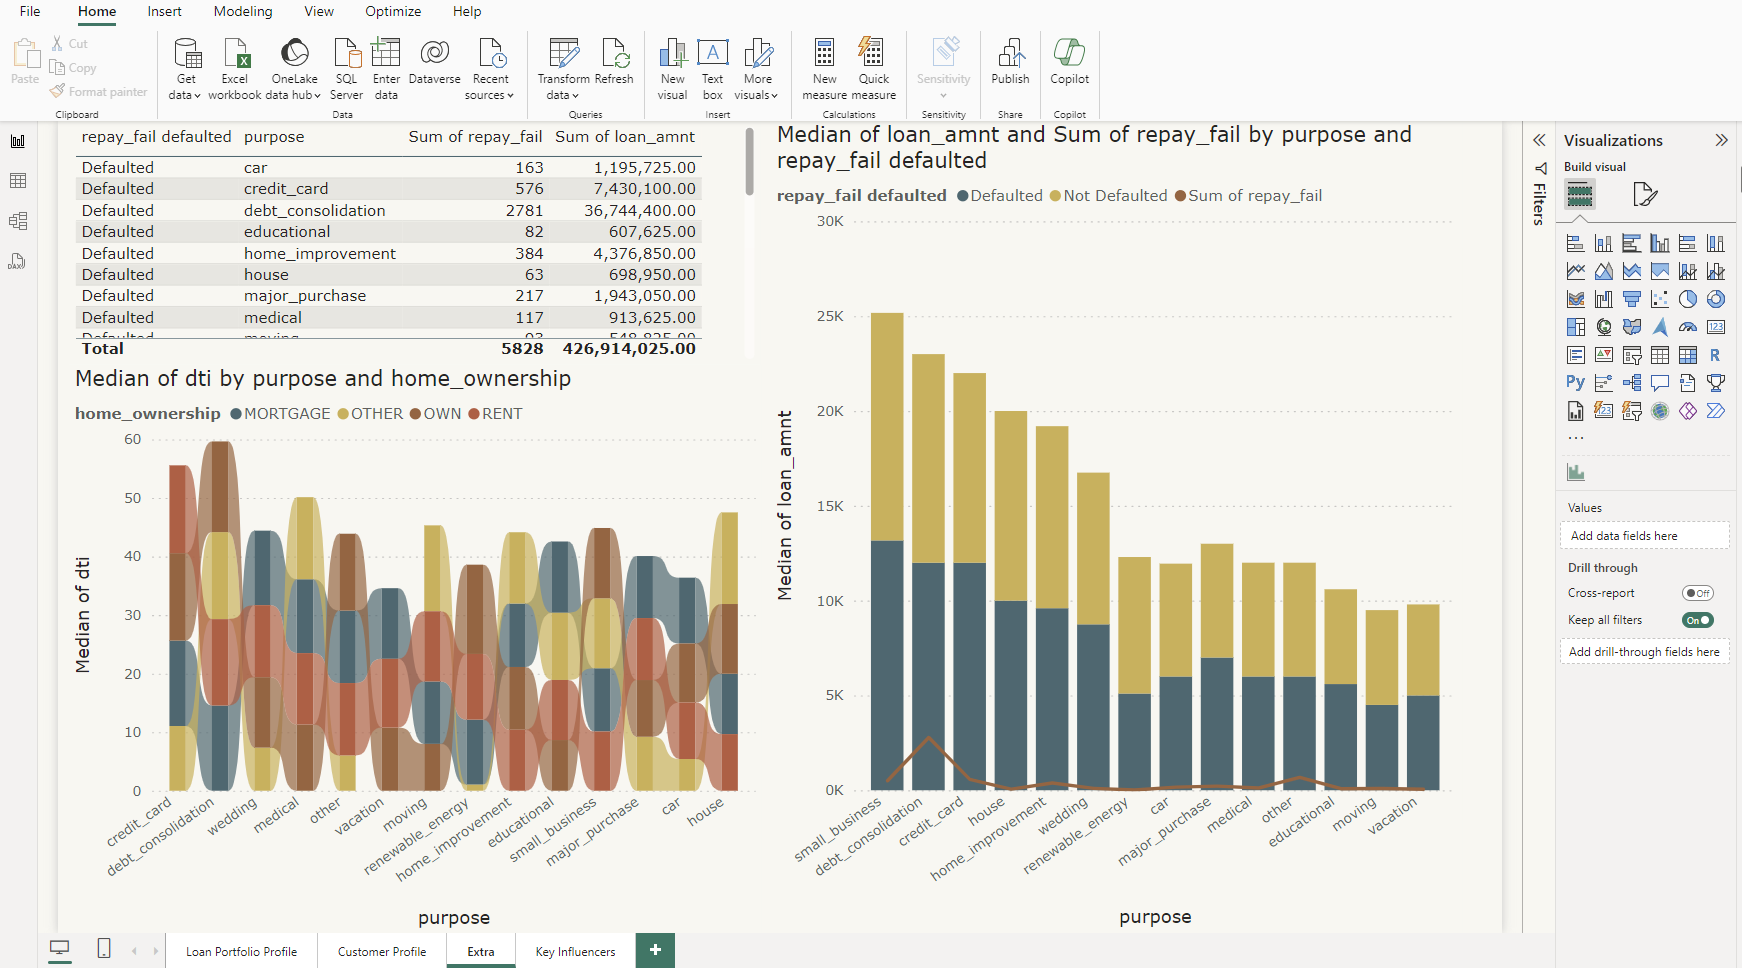 File Home Insert Modeling View Optimize Help
Paste
Cut
Copy
Format painter
Clipboard
Get data
Excel workbook
OneLake data hub
SQL Server
Enter data
Dataverse
Recent sources
Data
Transform data
Refresh
Queries
New visual
Text box
More visuals
Insert
New measure
Quick measure
Calculations
Sensitivity
Sensitivity
Publish
Share
Copilot
Copilot
repay_fail defaulted purpose Sum of repay_fail Sum of loan_amnt
Defaulted car 163 1,195,725.00
Defaulted credit_card 576 7,430,100.00
Defaulted debt_consolidation 2781 36,744,400.00
Defaulted educational 82 607,625.00
Defaulted home_improvement 384 4,376,850.00
Defaulted house 63 698,950.00
Defaulted major_purchase 217 1,943,050.00
Defaulted medical 117 913,625.00
Defaulted moving
Total 5828 426,914,025.00
Median of dti by purpose and home_ownership
home_ownership MORTGAGE OTHER OWN RENT
60
50
40
30
20
10
0
Median of dti
credit_card
debt_consolidation
wedding
medical
other
vacation
moving
renewable_energy
home_improvement
educational
small_business
major_purchase
car
house
purpose
Median of loan_amnt and Sum of repay_fail by purpose and
repay_fail defaulted
repay_fail defaulted Defaulted Not Defaulted Sum of repay_fail
30K
25K
20K
15K
10K
5K
0K
Median of loan_amnt
small_business
debt_consolidation
credit_card
house
home_improvement
wedding
renewable_energy
car
major_purchase
medical
other
educational
moving
vacation
purpose
Filters
Visualizations
Build visual
123
R
Py
123
...
Values
Add data fields here
Drill through
Cross-report Off
Keep all filters On
Add drill-through fields here
DAX
Loan Portfolio Profile Customer Profile Extra Key Influencers +